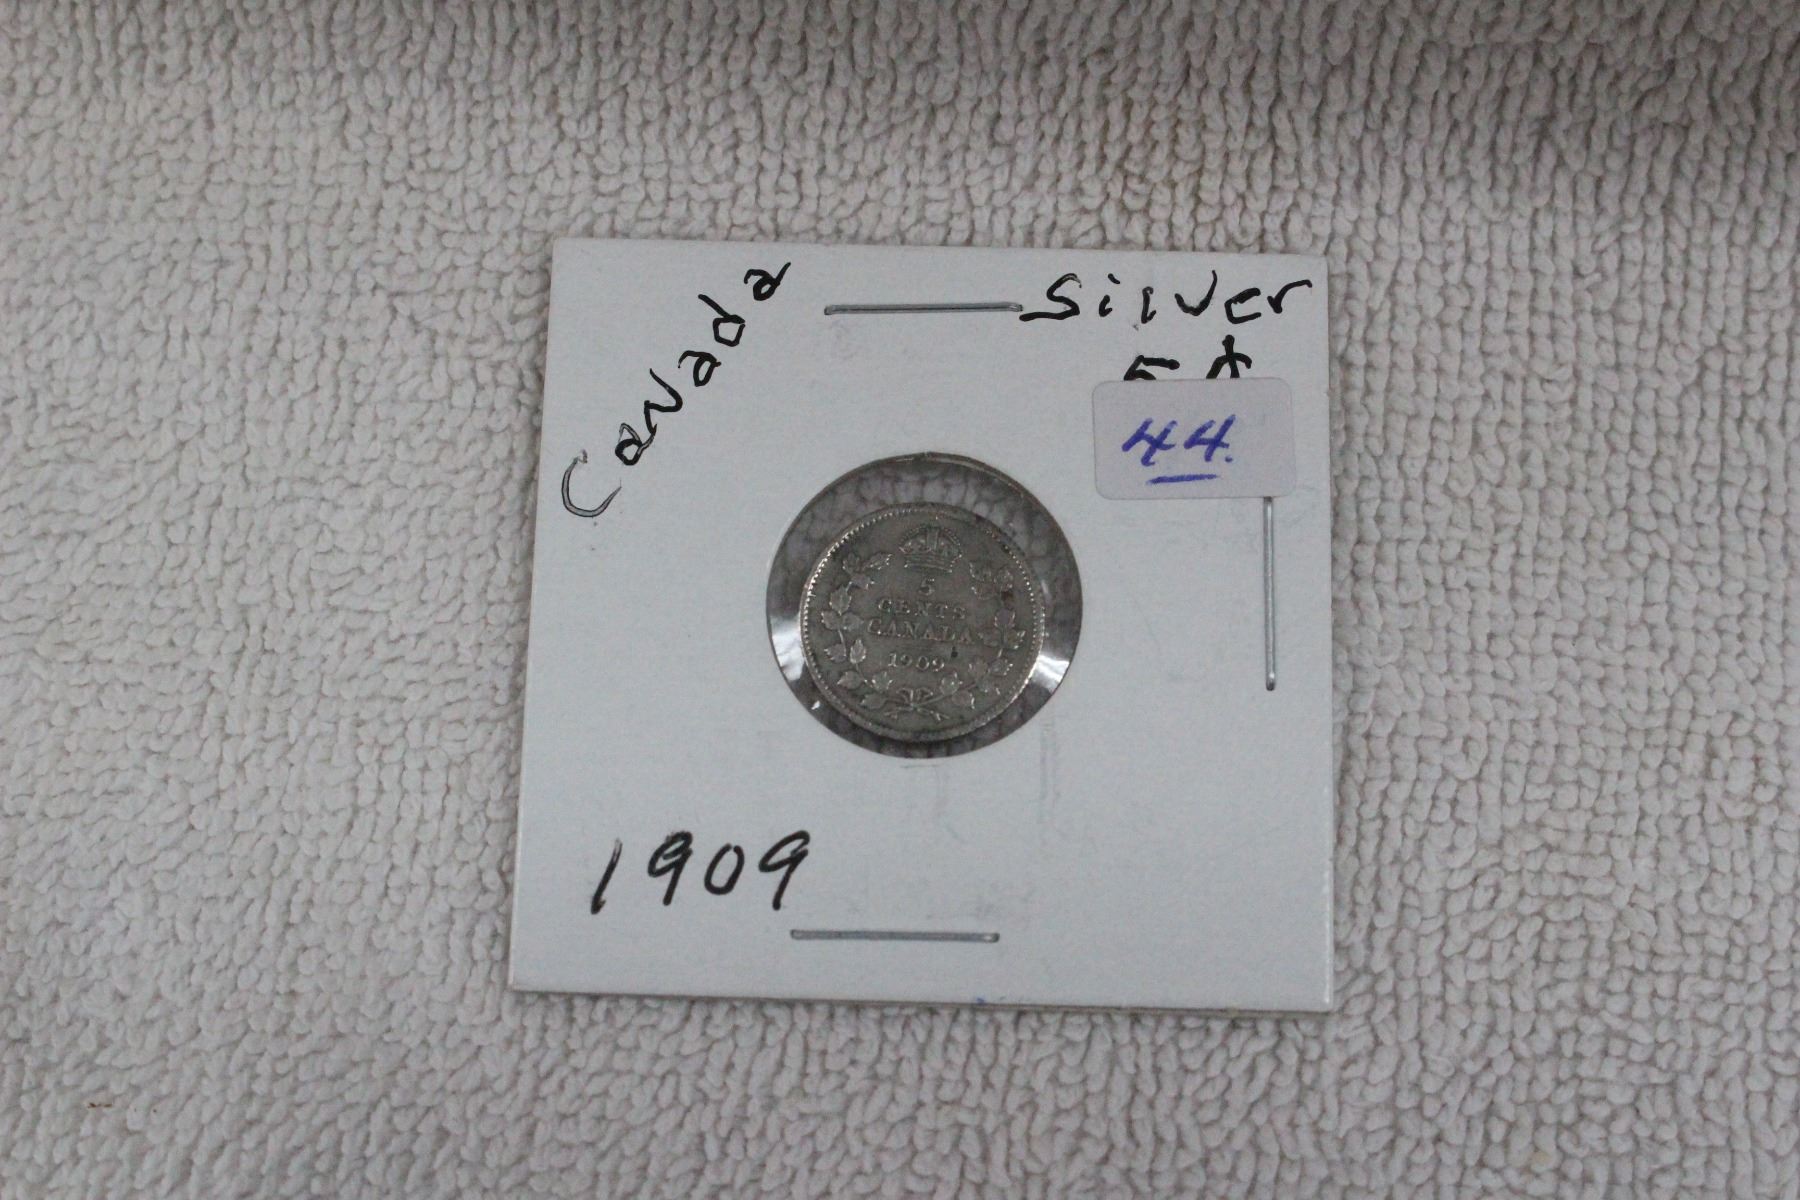 Canada
Silver
5¢
44.
5
CENTS
CANADA
1909
1909